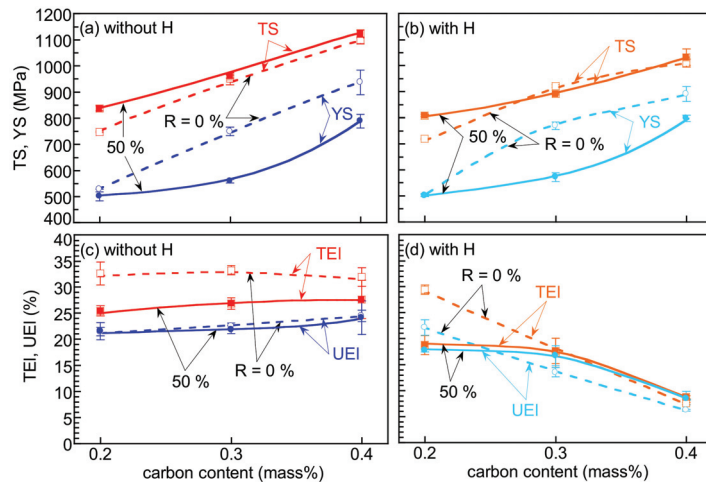 (a) without H
TS
R = 0 %
YS
50 %
1200
1100
1000
900
800
700
600
500
400
TS, YS (MPa)
(b) with H
TS
R = 0 %
50 %
YS
(c) without H
TEl
50 %
R = 0 %
UEl
40
35
30
25
20
15
10
5
0
TEl, UEl (%)
0.2
0.3
0.4
carbon content (mass%)
(d) with H
R = 0 %
TEl
50 %
UEl
0.2
0.3
0.4
carbon content (mass%)